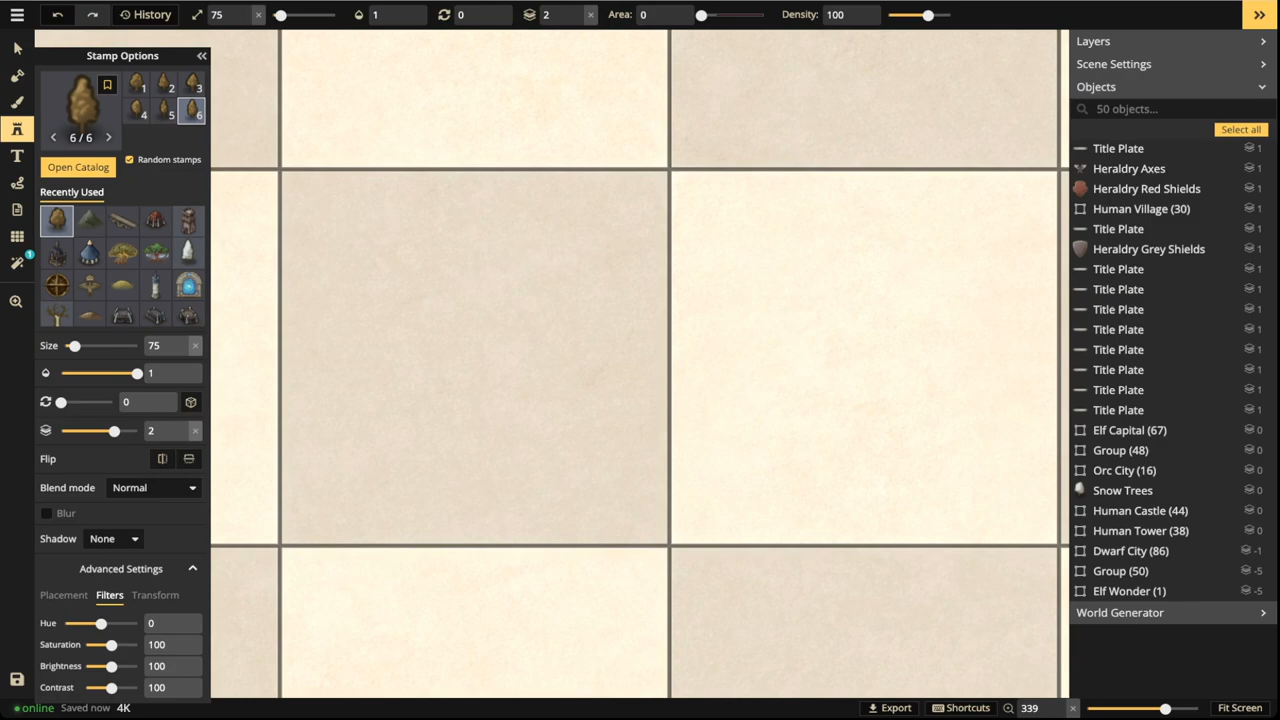 History 75 × 1 0 2 × Area: 0 Density: 100
Stamp Options
1 2 3
4 5 6
6 / 6
Open Catalog Random stamps
Recently Used
Size 75 ×
1
0
2 ×
Flip
Blend mode Normal
Blur
Shadow None
Advanced Settings
Placement Filters Transform
Hue 0
Saturation 100
Brightness 100
Contrast 100
1
Layers
Scene Settings
Objects
50 objects...
Select all
Title Plate 1
Heraldry Axes 1
Heraldry Red Shields 1
Human Village (30) 1
Title Plate 1
Heraldry Grey Shields 1
Title Plate 1
Title Plate 1
Title Plate 1
Title Plate 1
Title Plate 1
Title Plate 1
Title Plate 1
Title Plate 1
Elf Capital (67) 0
Group (48) 0
Orc City (16) 0
Snow Trees 0
Human Castle (44) 0
Human Tower (38) 0
Dwarf City (86) -1
Group (50) -5
Elf Wonder (1) -5
World Generator
online Saved now 4K Export Shortcuts 339 × Fit Screen